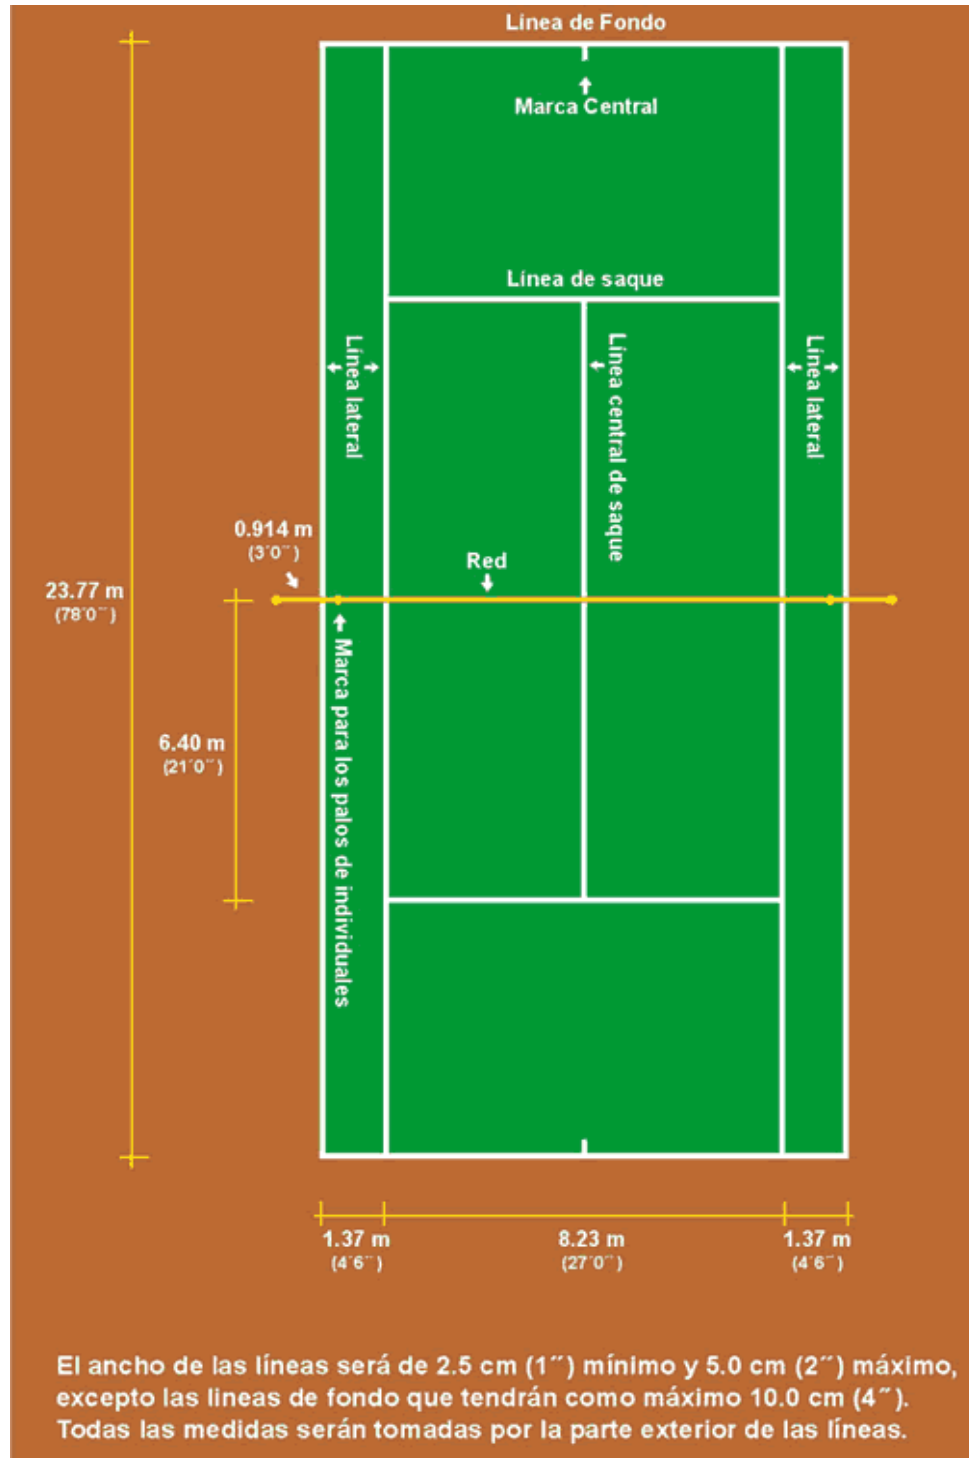 Línea de Fondo
Marca Central
Línea de saque
Línea lateral
Línea central de saque
Línea lateral
0.914 m
(3´0¨)
Red
23.77 m
(78´0¨)
Marca para los palos de individuales
6.40 m
(21´0¨)
1.37 m
(4´6¨)
8.23 m
(27´0¨)
1.37 m
(4´6¨)
El ancho de las líneas será de 2.5 cm (1˝) mínimo y 5.0 cm (2˝) máximo,
excepto las lineas de fondo que tendrán como máximo 10.0 cm (4˝).
Todas las medidas serán tomadas por la parte exterior de las líneas.